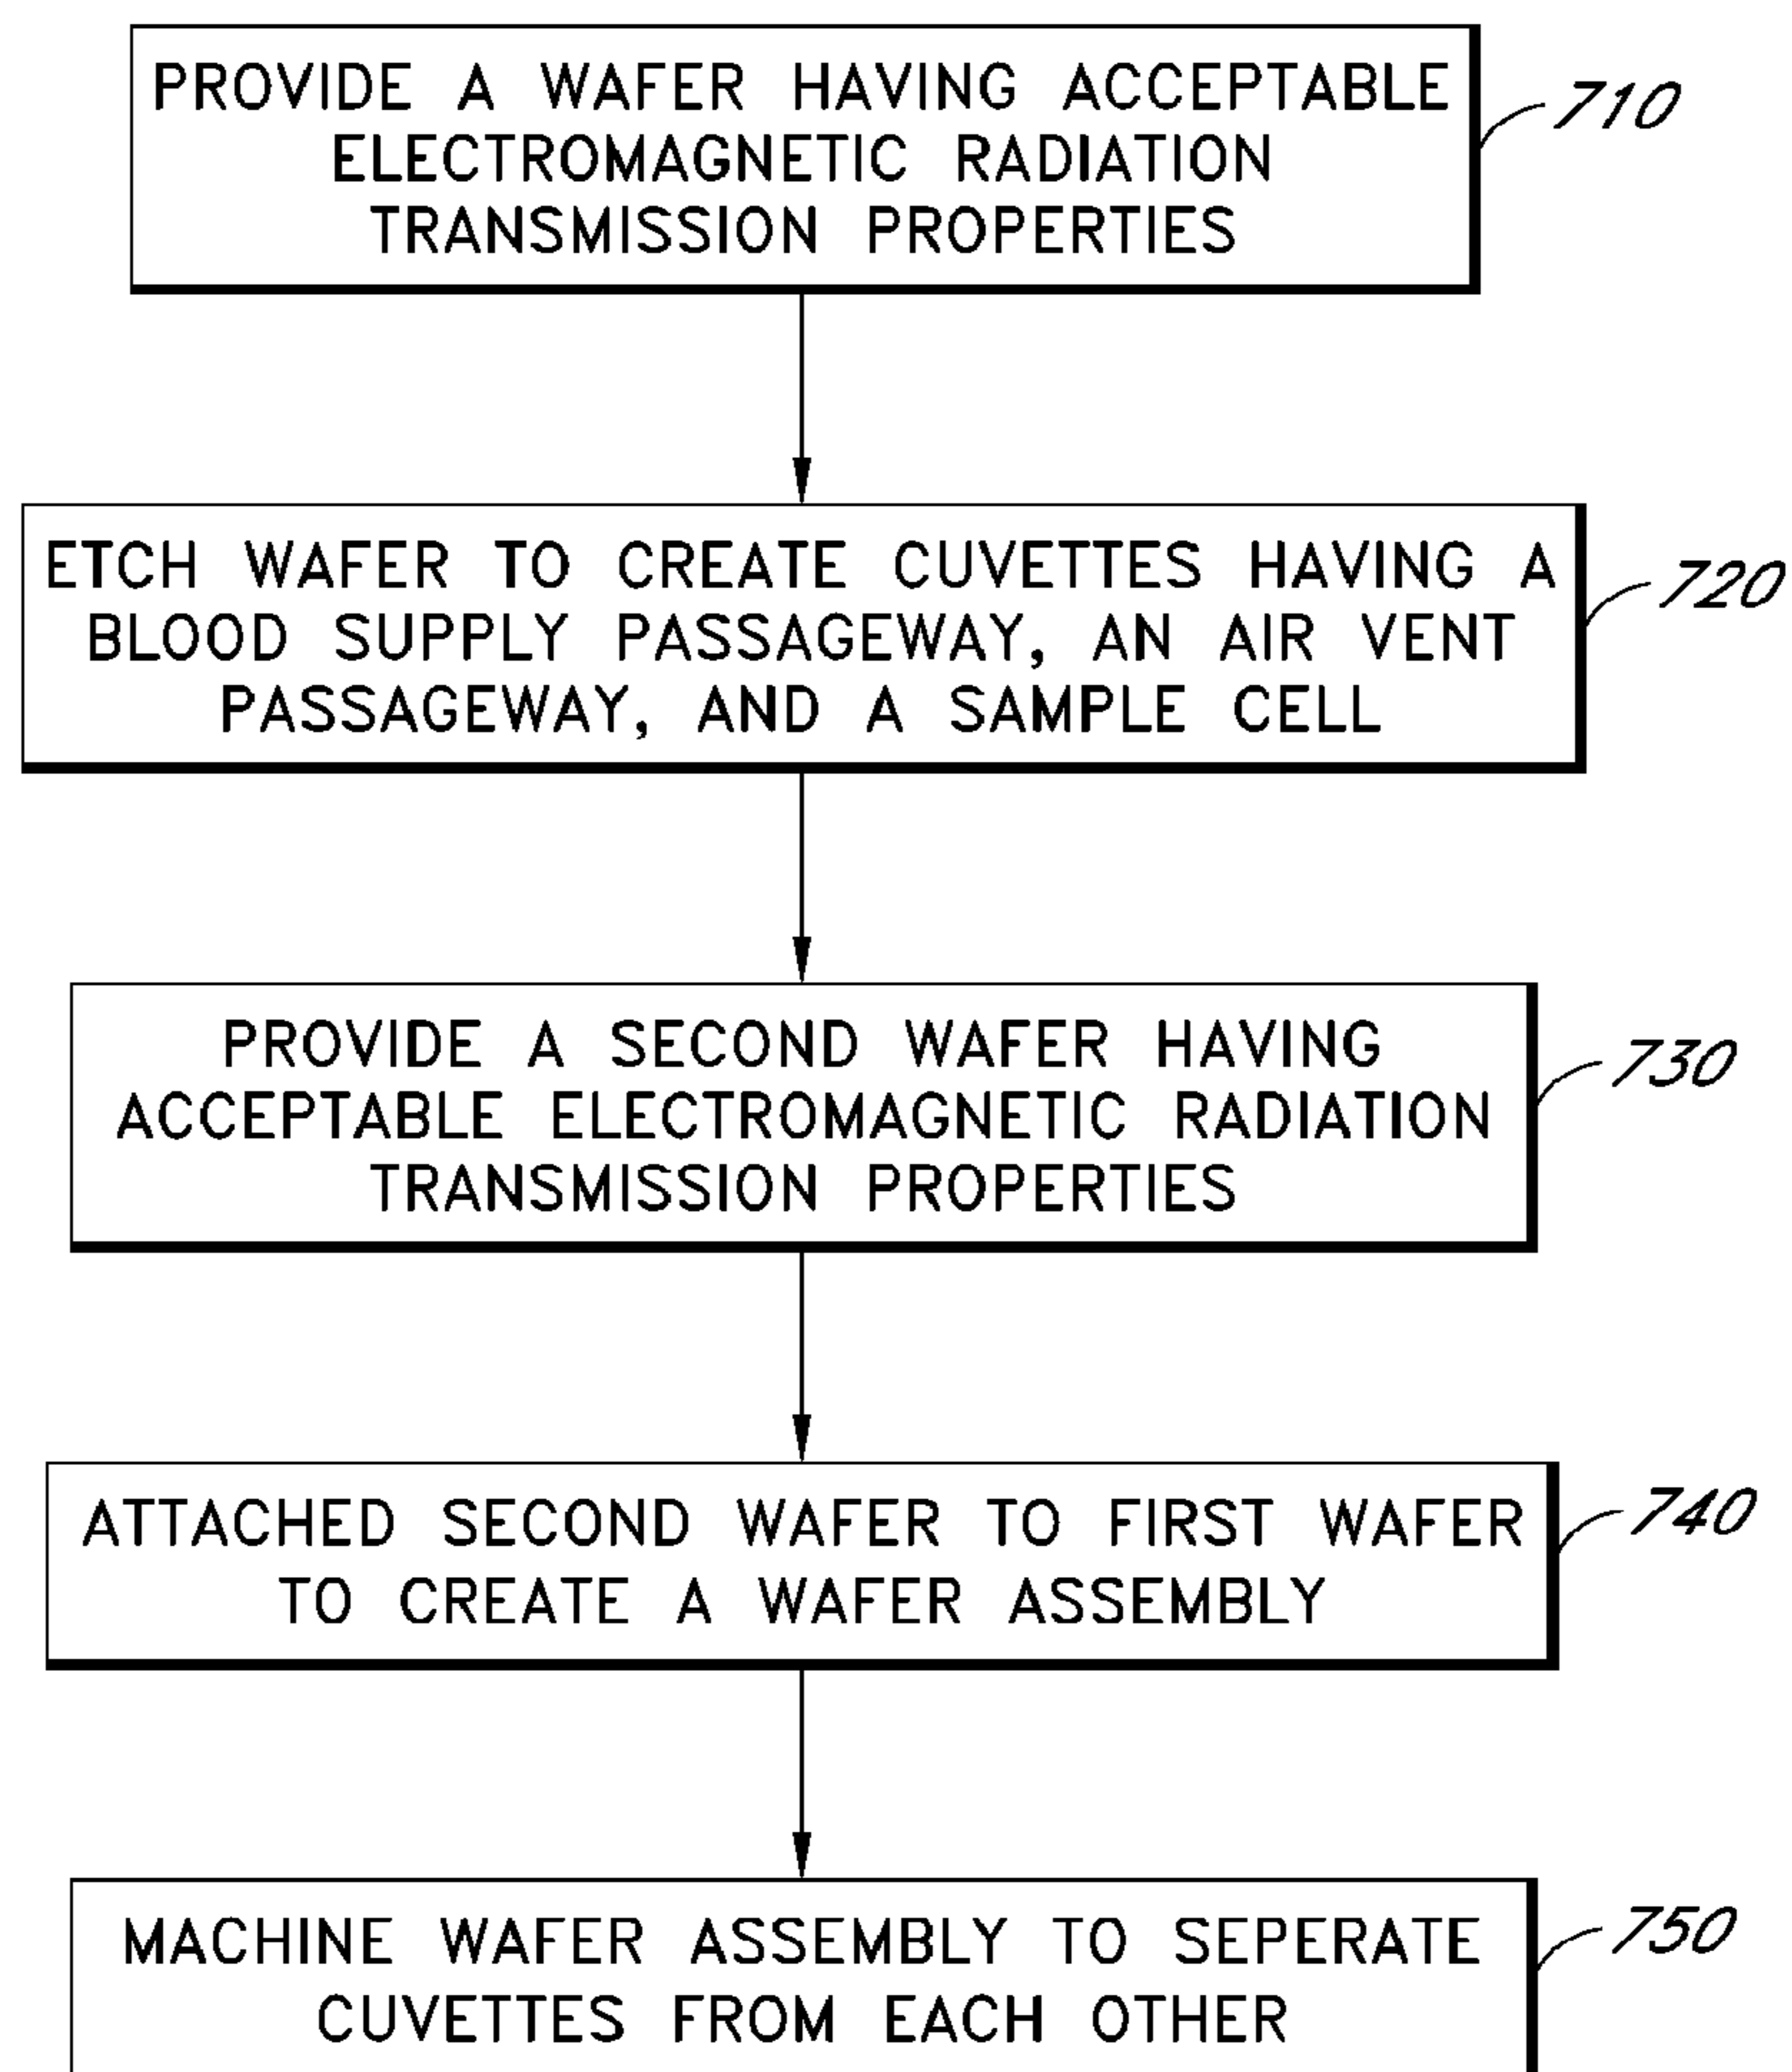 PROVIDE A WAFER HAVING ACCEPTABLE
ELECTROMAGNETIC RADIATION
TRANSMISSION PROPERTIES
710
ETCH WAFER TO CREATE CUVETTES HAVING A
BLOOD SUPPLY PASSAGEWAY, AN AIR VENT
PASSAGEWAY, AND A SAMPLE CELL
720
PROVIDE A SECOND WAFER HAVING
ACCEPTABLE ELECTROMAGNETIC RADIATION
TRANSMISSION PROPERTIES
730
ATTACHED SECOND WAFER TO FIRST WAFER
TO CREATE A WAFER ASSEMBLY
740
MACHINE WAFER ASSEMBLY TO SEPERATE
CUVETTES FROM EACH OTHER
750